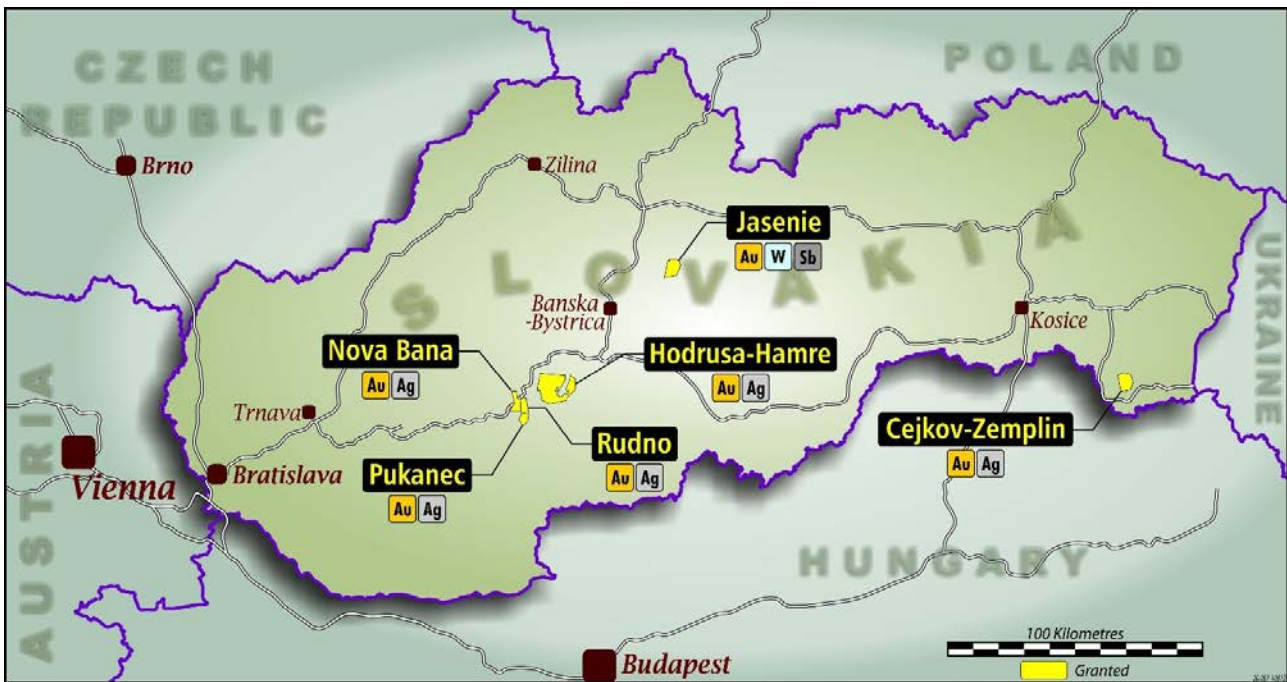 CZECH
REPUBLIC
POLAND
Brno
Zilina
UKRAINE
Jasenie
Au W Sb
SLOVAKIA
Banska
-Bystrica
Kosice
Nova Bana
Au Ag
Hodrusa-Hamre
Au Ag
AUSTRIA
Trnava
Cejkov-Zemplin
Au Ag
Rudno
Au Ag
Vienna
Bratislava
Pukanec
Au Ag
HUNGARY
100 Kilometres
Budapest
Granted